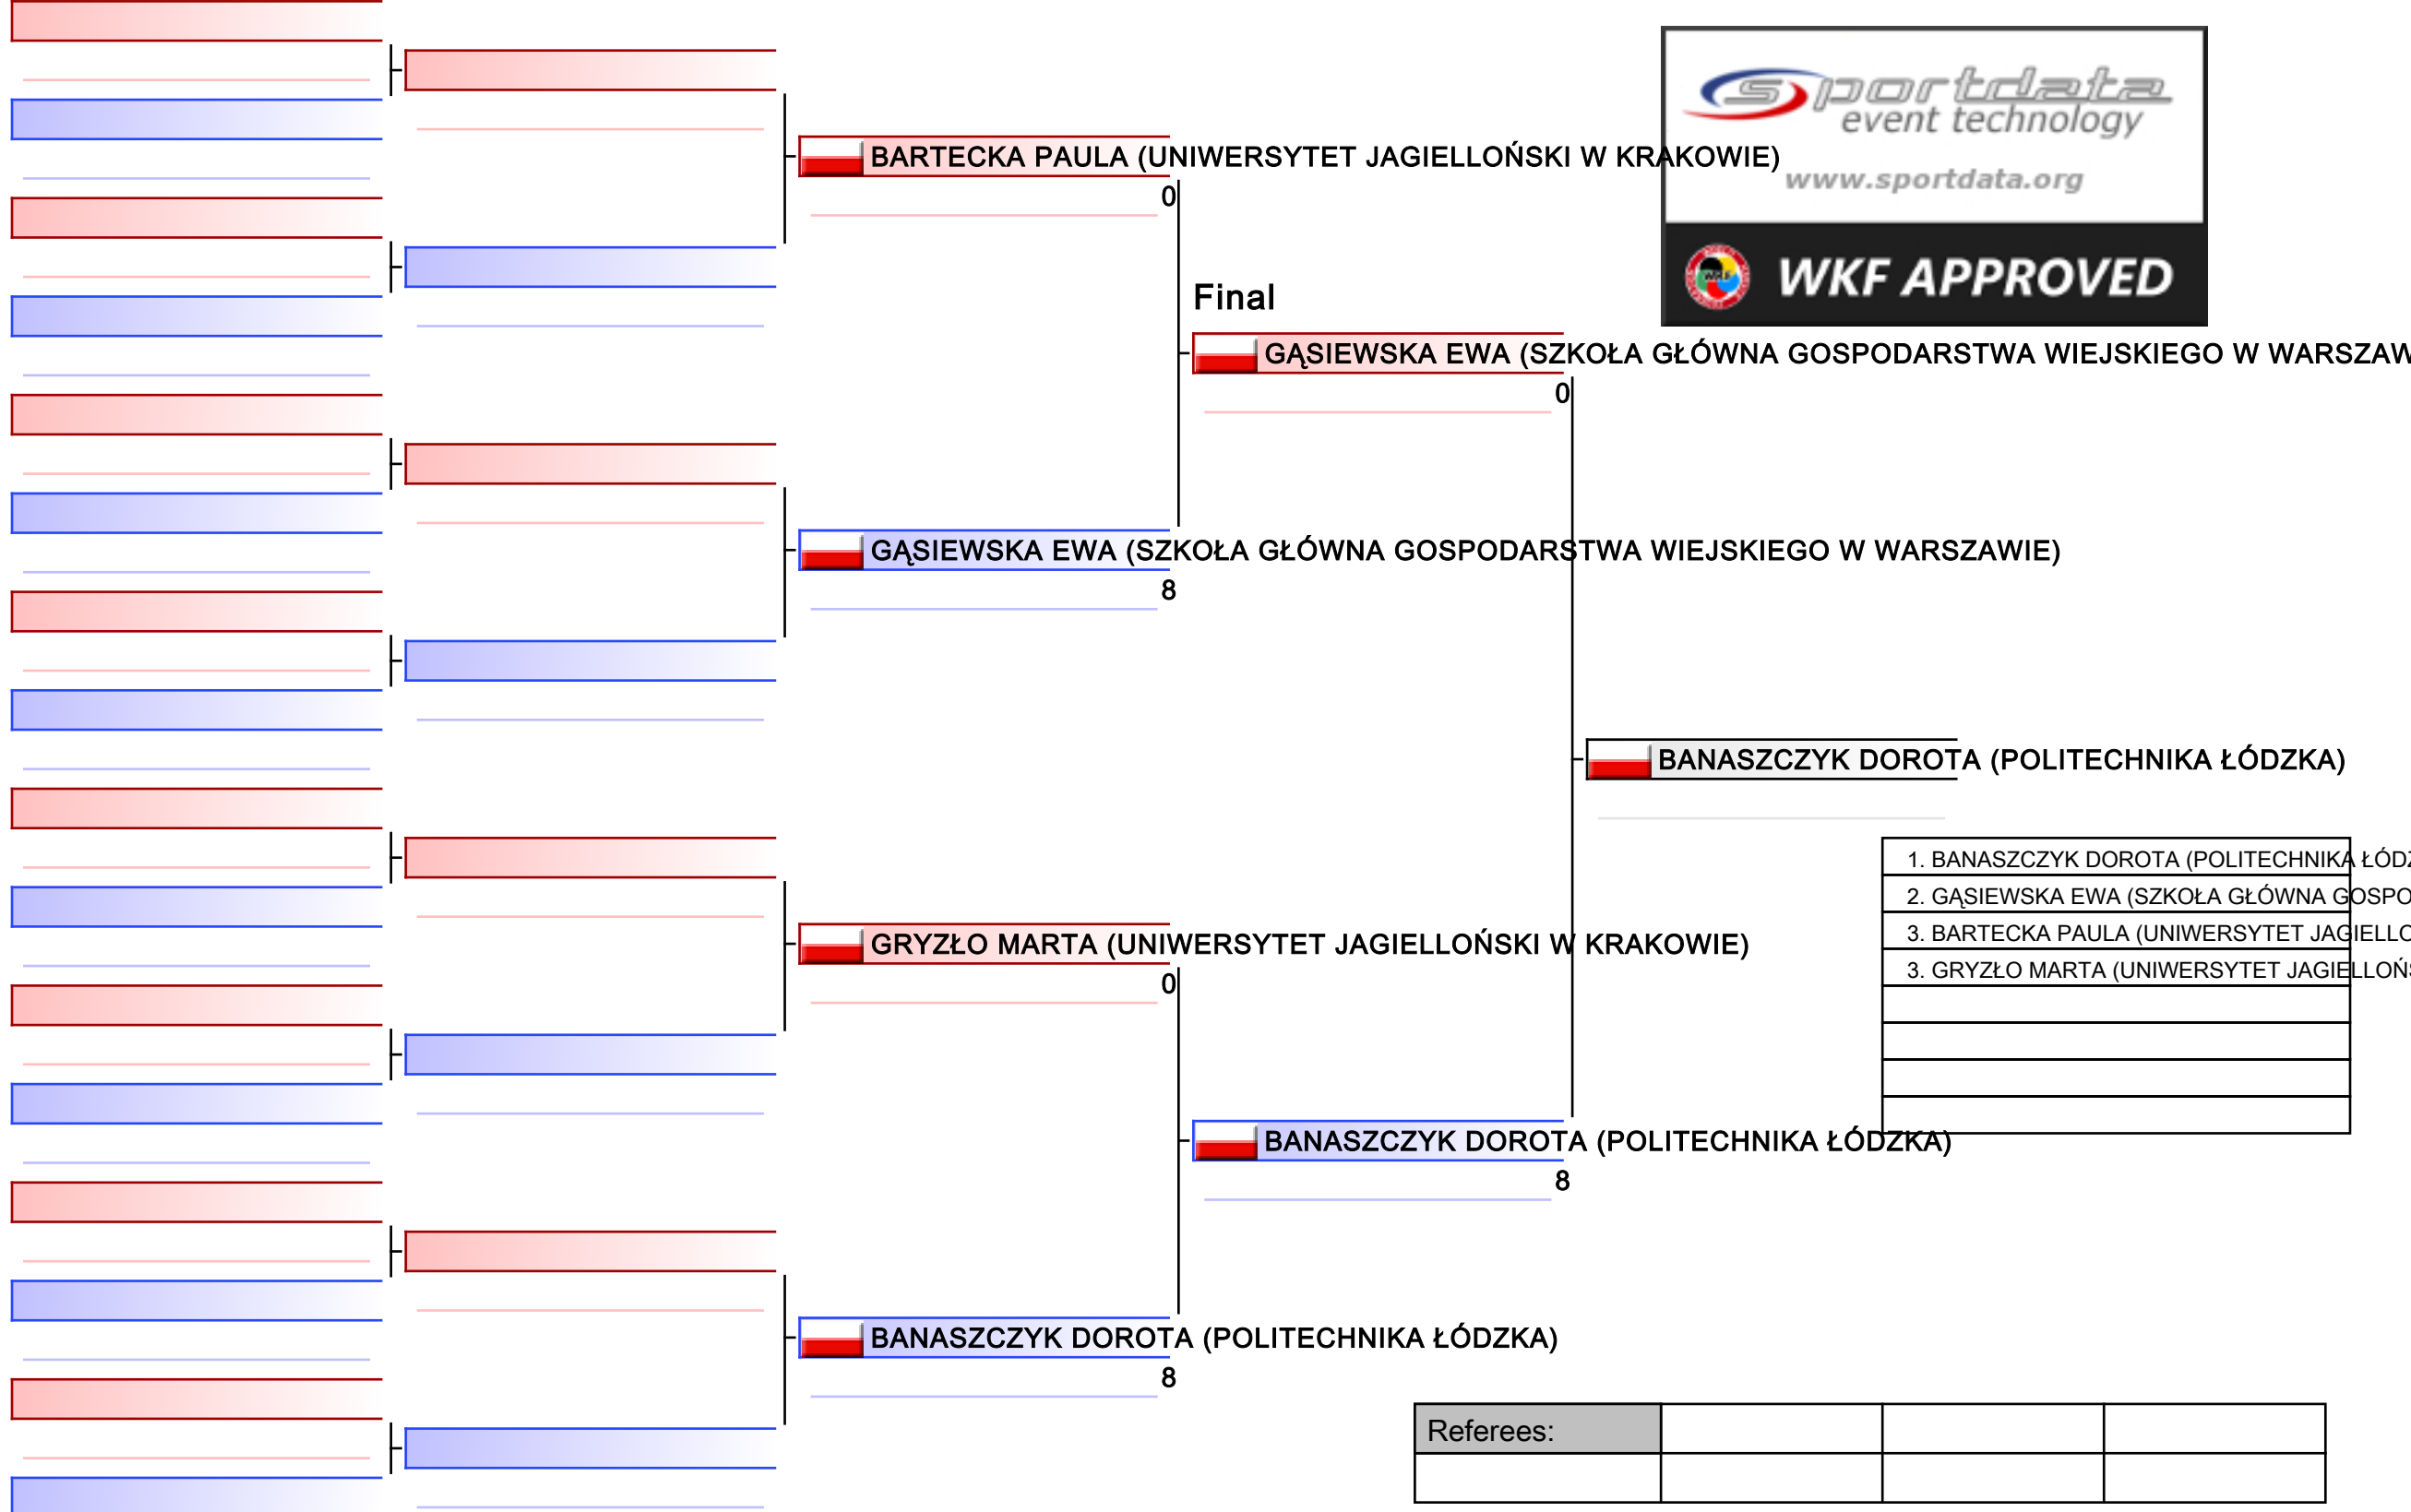 sportdata
event technology
www.sportdata.org
WKF APPROVED
BARTECKA PAULA (UNIWERSYTET JAGIELLOŃSKI W KRAKOWIE)
0
Final
GĄSIEWSKA EWA (SZKOŁA GŁÓWNA GOSPODARSTWA WIEJSKIEGO W WARSZAW
0
GĄSIEWSKA EWA (SZKOŁA GŁÓWNA GOSPODARSTWA WIEJSKIEGO W WARSZAWIE)
8
BANASZCZYK DOROTA (POLITECHNIKA ŁÓDZKA)
1. BANASZCZYK DOROTA (POLITECHNIKA ŁÓDZ
2. GĄSIEWSKA EWA (SZKOŁA GŁÓWNA GOSPO
3. BARTECKA PAULA (UNIWERSYTET JAGIELLO
3. GRYZŁO MARTA (UNIWERSYTET JAGIELLOŃS
GRYZŁO MARTA (UNIWERSYTET JAGIELLOŃSKI W KRAKOWIE)
0
BANASZCZYK DOROTA (POLITECHNIKA ŁÓDZKA)
8
BANASZCZYK DOROTA (POLITECHNIKA ŁÓDZKA)
8
Referees: